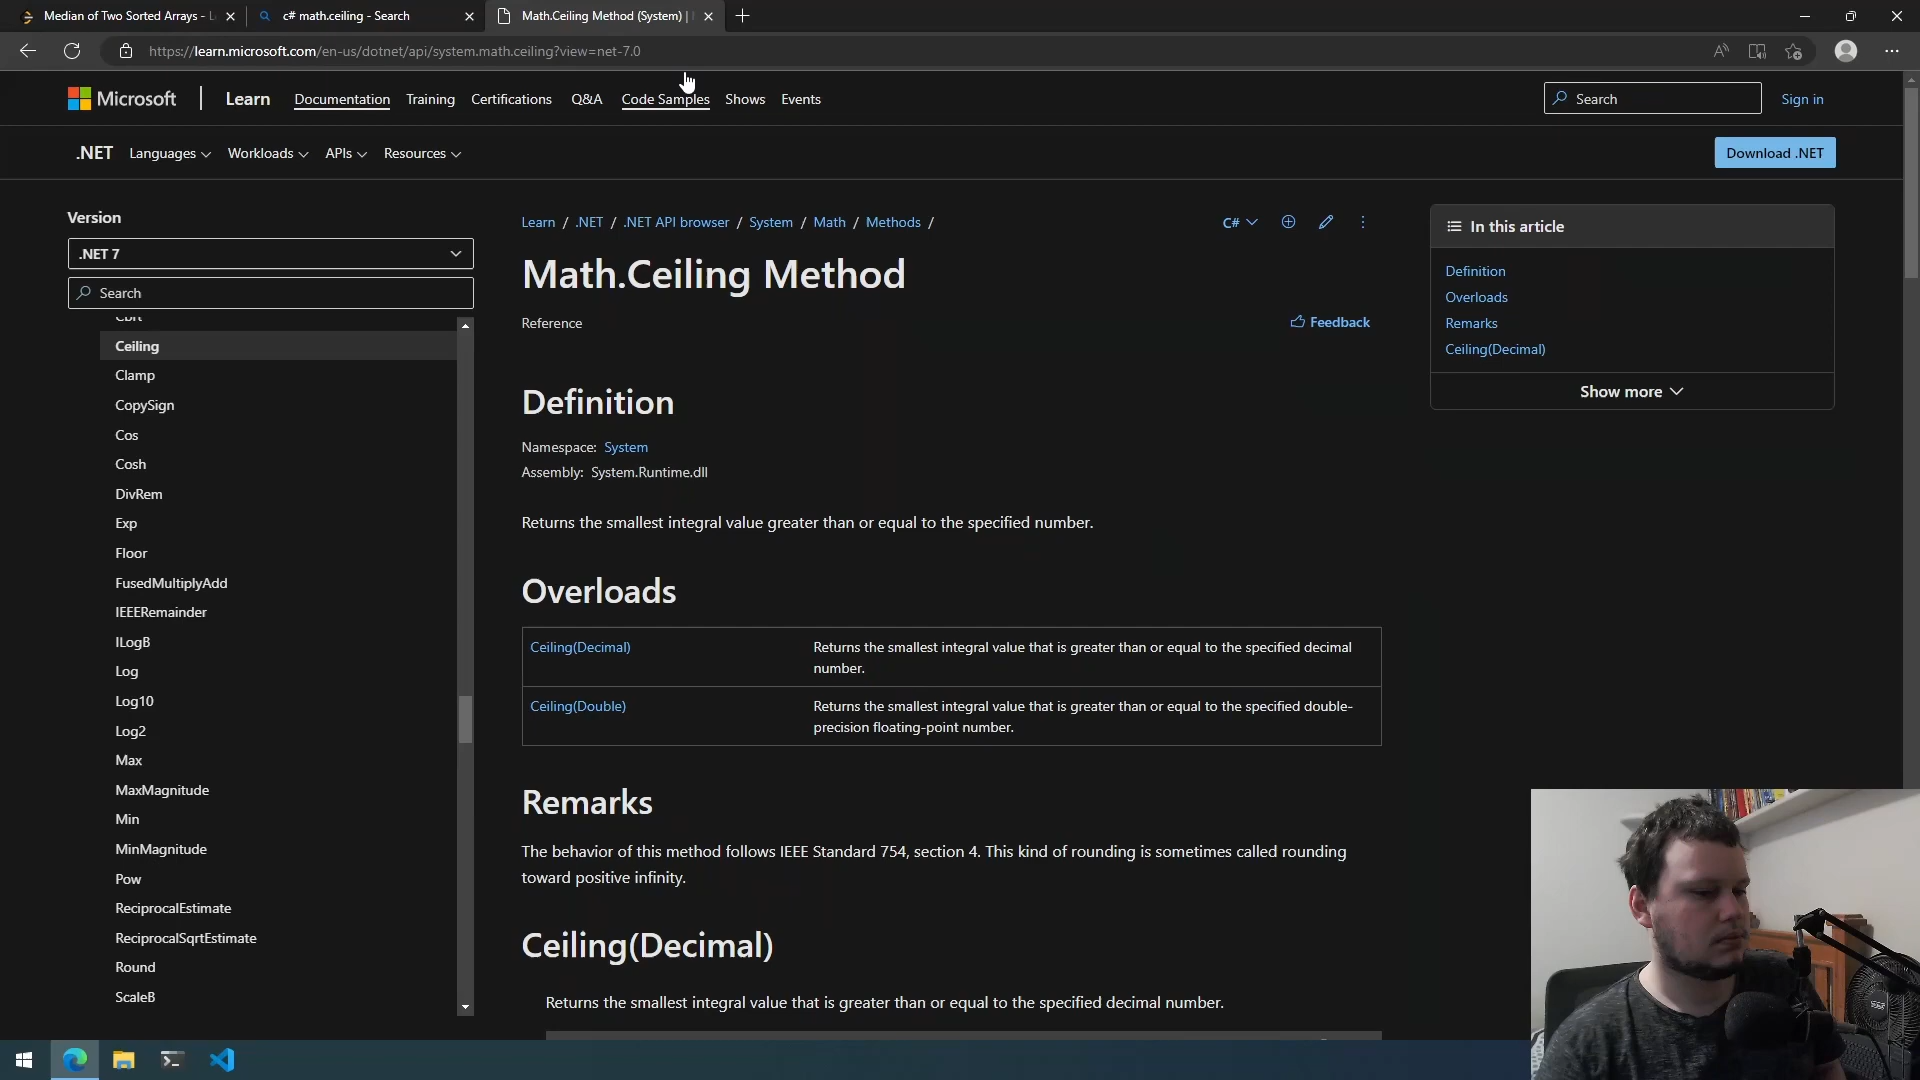 Median of Two Sorted Arrays - L
c# math.ceiling - Search
Math.Ceiling Method (System) |
https://learn.microsoft.com/en-us/dotnet/api/system.math.ceiling?view=net-7.0
Microsoft
Learn
Documentation
Training
Certifications
Q&A
Code Samples
Shows
Events
Search
Sign in
.NET
Languages
Workloads
APIs
Resources
Download .NET
Version
.NET 7
Search
Cbrt
Ceiling
Clamp
CopySign
Cos
Cosh
DivRem
Exp
Floor
FusedMultiplyAdd
IEEERemainder
ILogB
Log
Log10
Log2
Max
MaxMagnitude
Min
MinMagnitude
Pow
ReciprocalEstimate
ReciprocalSqrtEstimate
Round
ScaleB
Learn / .NET / .NET API browser / System / Math / Methods /
C#
Math.Ceiling Method
Reference
Feedback
Definition
Namespace: System
Assembly: System.Runtime.dll
Returns the smallest integral value greater than or equal to the specified number.
Overloads
Ceiling(Decimal)
Returns the smallest integral value that is greater than or equal to the specified decimal
number.
Ceiling(Double)
Returns the smallest integral value that is greater than or equal to the specified double-
precision floating-point number.
Remarks
The behavior of this method follows IEEE Standard 754, section 4. This kind of rounding is sometimes called rounding
toward positive infinity.
Ceiling(Decimal)
Returns the smallest integral value that is greater than or equal to the specified decimal number.
In this article
Definition
Overloads
Remarks
Ceiling(Decimal)
Show more